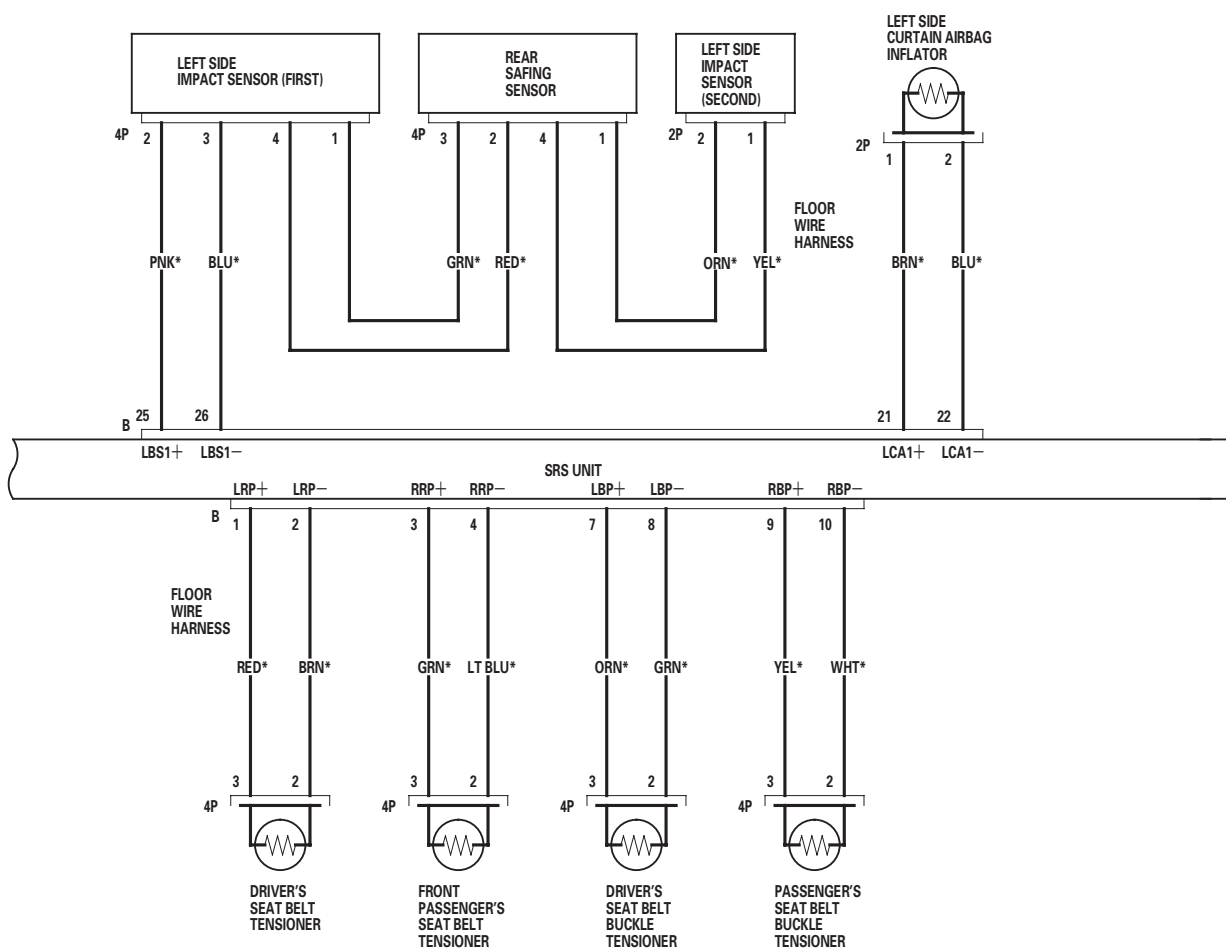 LEFT SIDE
IMPACT SENSOR (FIRST)
REAR
SAFING
SENSOR
LEFT SIDE
IMPACT
SENSOR
(SECOND)
LEFT SIDE
CURTAIN AIRBAG
INFLATOR
4P 2 3 4 1
4P 3 2 4 1
2P 2 1
2P 1 2
FLOOR
WIRE
HARNESS
PNK* BLU* GRN* RED* ORN* YEL* BRN* BLU*
B 25 26 21 22
LBS1+ LBS1− LCA1+ LCA1−
SRS UNIT
LRP+ LRP− RRP+ RRP− LBP+ LBP− RBP+ RBP−
B 1 2 3 4 7 8 9 10
FLOOR
WIRE
HARNESS
RED* BRN* GRN* LT BLU* ORN* GRN* YEL* WHT*
3 2 3 2 3 2 3 2
4P 4P 4P 4P
DRIVER'S
SEAT BELT
TENSIONER
FRONT
PASSENGER'S
SEAT BELT
TENSIONER
DRIVER'S
SEAT BELT
BUCKLE
TENSIONER
PASSENGER'S
SEAT BELT
BUCKLE
TENSIONER